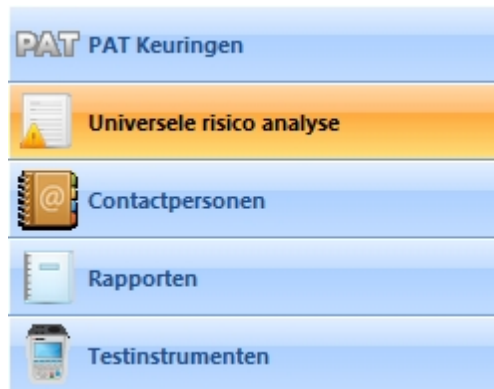 PAT PAT Keuringen
Universele risico analyse
@ Contactpersonen
Rapporten
Testinstrumenten